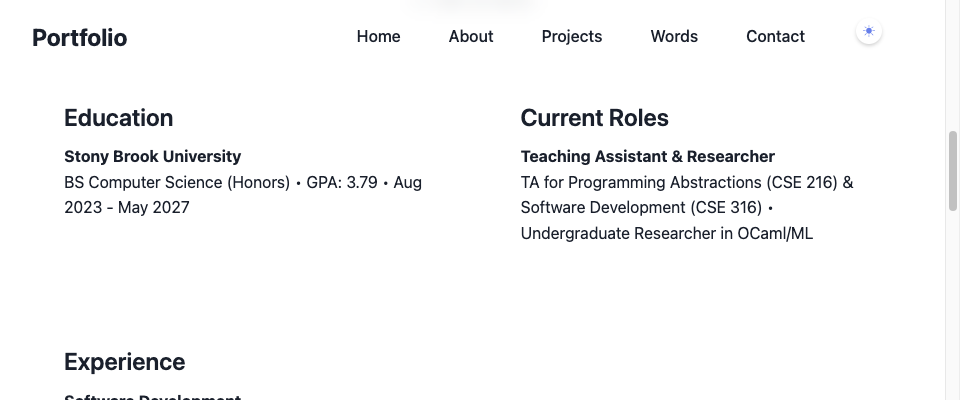 Portfolio
Home About Projects Words Contact
Education
Stony Brook University
BS Computer Science (Honors) • GPA: 3.79 • Aug
2023 - May 2027
Current Roles
Teaching Assistant & Researcher
TA for Programming Abstractions (CSE 216) &
Software Development (CSE 316) •
Undergraduate Researcher in OCaml/ML
Experience
Software Development